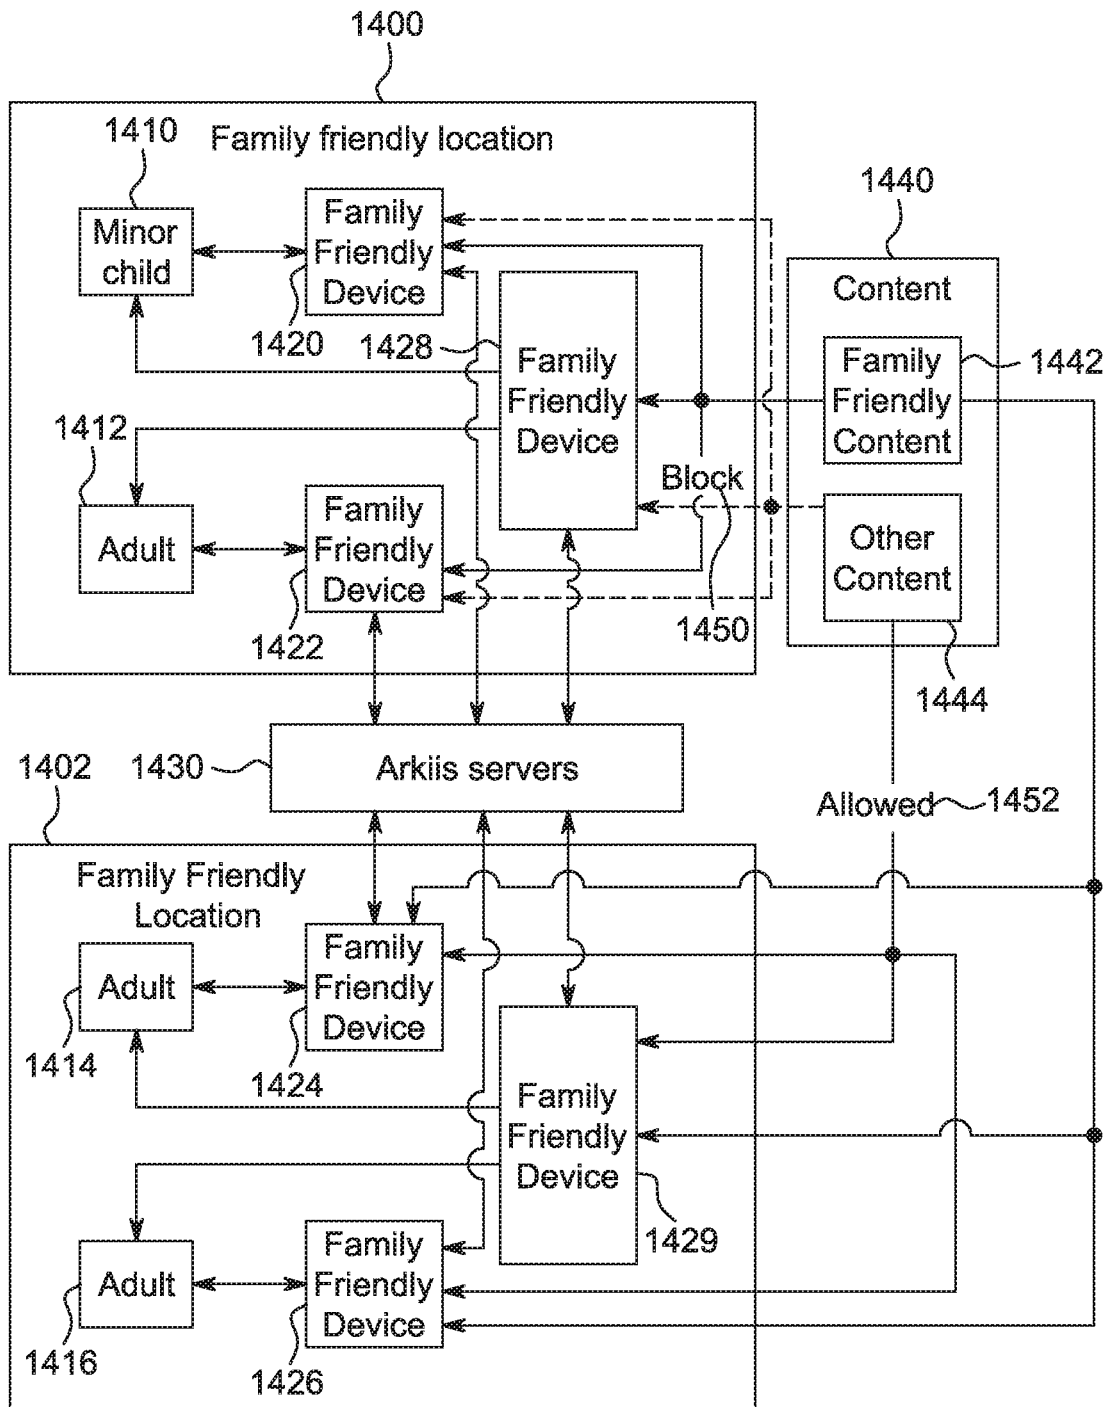 1400
1410
Family friendly location
Minor
child
Family
Friendly
Device
1420
1428
Family
Friendly
Device
1440
Content
Family
Friendly
Content
1442
1412
Adult
Family
Friendly
Device
1422
Block
1450
Other
Content
1444
1430
Arkiis servers
1402
Allowed
1452
Family Friendly
Location
Adult
1414
Family
Friendly
Device
1424
Family
Friendly
Device
1429
Adult
1416
Family
Friendly
Device
1426